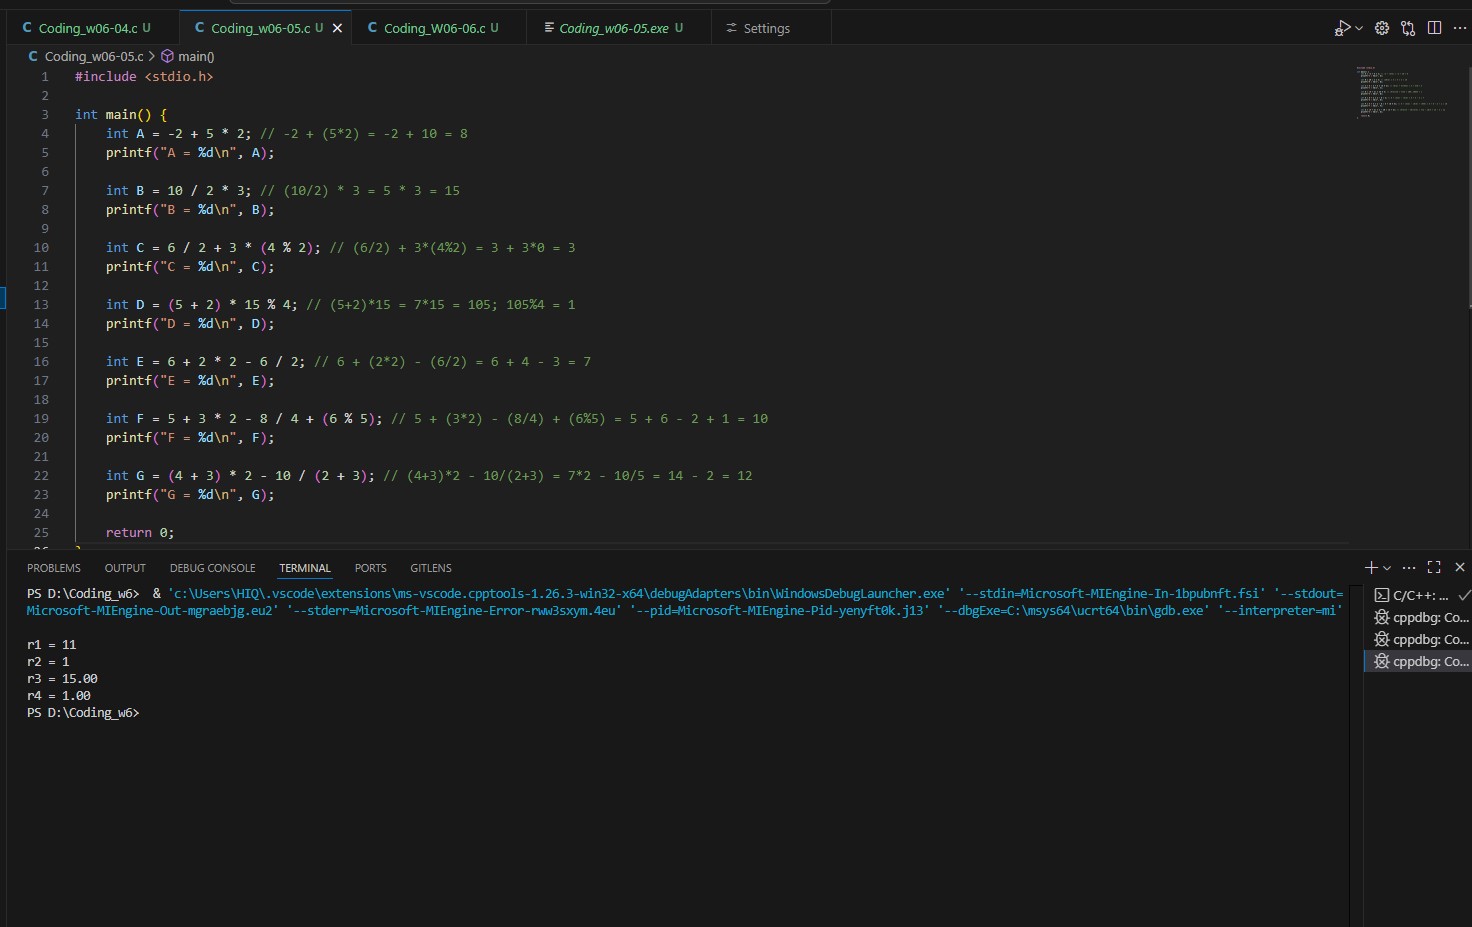 Coding_w06-04.c U
Coding_w06-05.c U
Coding_W06-06.c U
Coding_w06-05.exe U
Settings
C Coding_w06-05.c > main()
1 #include <stdio.h>
2
3 int main() {
4 int A = -2 + 5 * 2; // -2 + (5*2) = -2 + 10 = 8
5 printf("A = %d\n", A);
6
7 int B = 10 / 2 * 3; // (10/2) * 3 = 5 * 3 = 15
8 printf("B = %d\n", B);
9
10 int C = 6 / 2 + 3 * (4 % 2); // (6/2) + 3*(4%2) = 3 + 3*0 = 3
11 printf("C = %d\n", C);
12
13 int D = (5 + 2) * 15 % 4; // (5+2)*15 = 7*15 = 105; 105%4 = 1
14 printf("D = %d\n", D);
15
16 int E = 6 + 2 * 2 - 6 / 2; // 6 + (2*2) - (6/2) = 6 + 4 - 3 = 7
17 printf("E = %d\n", E);
18
19 int F = 5 + 3 * 2 - 8 / 4 + (6 % 5); // 5 + (3*2) - (8/4) + (6%5) = 5 + 6 - 2 + 1 = 10
20 printf("F = %d\n", F);
21
22 int G = (4 + 3) * 2 - 10 / (2 + 3); // (4+3)*2 - 10/(2+3) = 7*2 - 10/5 = 14 - 2 = 12
23 printf("G = %d\n", G);
24
25 return 0;
PROBLEMS OUTPUT DEBUG CONSOLE TERMINAL PORTS GITLENS
PS D:\Coding_w6> & 'c:\Users\HIQ\.vscode\extensions\ms-vscode.cpptools-1.26.3-win32-x64\debugAdapters\bin\WindowsDebugLauncher.exe' '--stdin=Microsoft-MIEngine-In-1bpubnft.fsi' '--stdout=
Microsoft-MIEngine-Out-mgraebjg.eu2' '--stderr=Microsoft-MIEngine-Error-rww3sxym.4eu' '--pid=Microsoft-MIEngine-Pid-yenyft0k.j13' '--dbgExe=C:\msys64\ucrt64\bin\gdb.exe' '--interpreter=mi'
r1 = 11
r2 = 1
r3 = 15.00
r4 = 1.00
PS D:\Coding_w6>
C/C++: ...
cppdbg: Co...
cppdbg: Co...
cppdbg: Co...